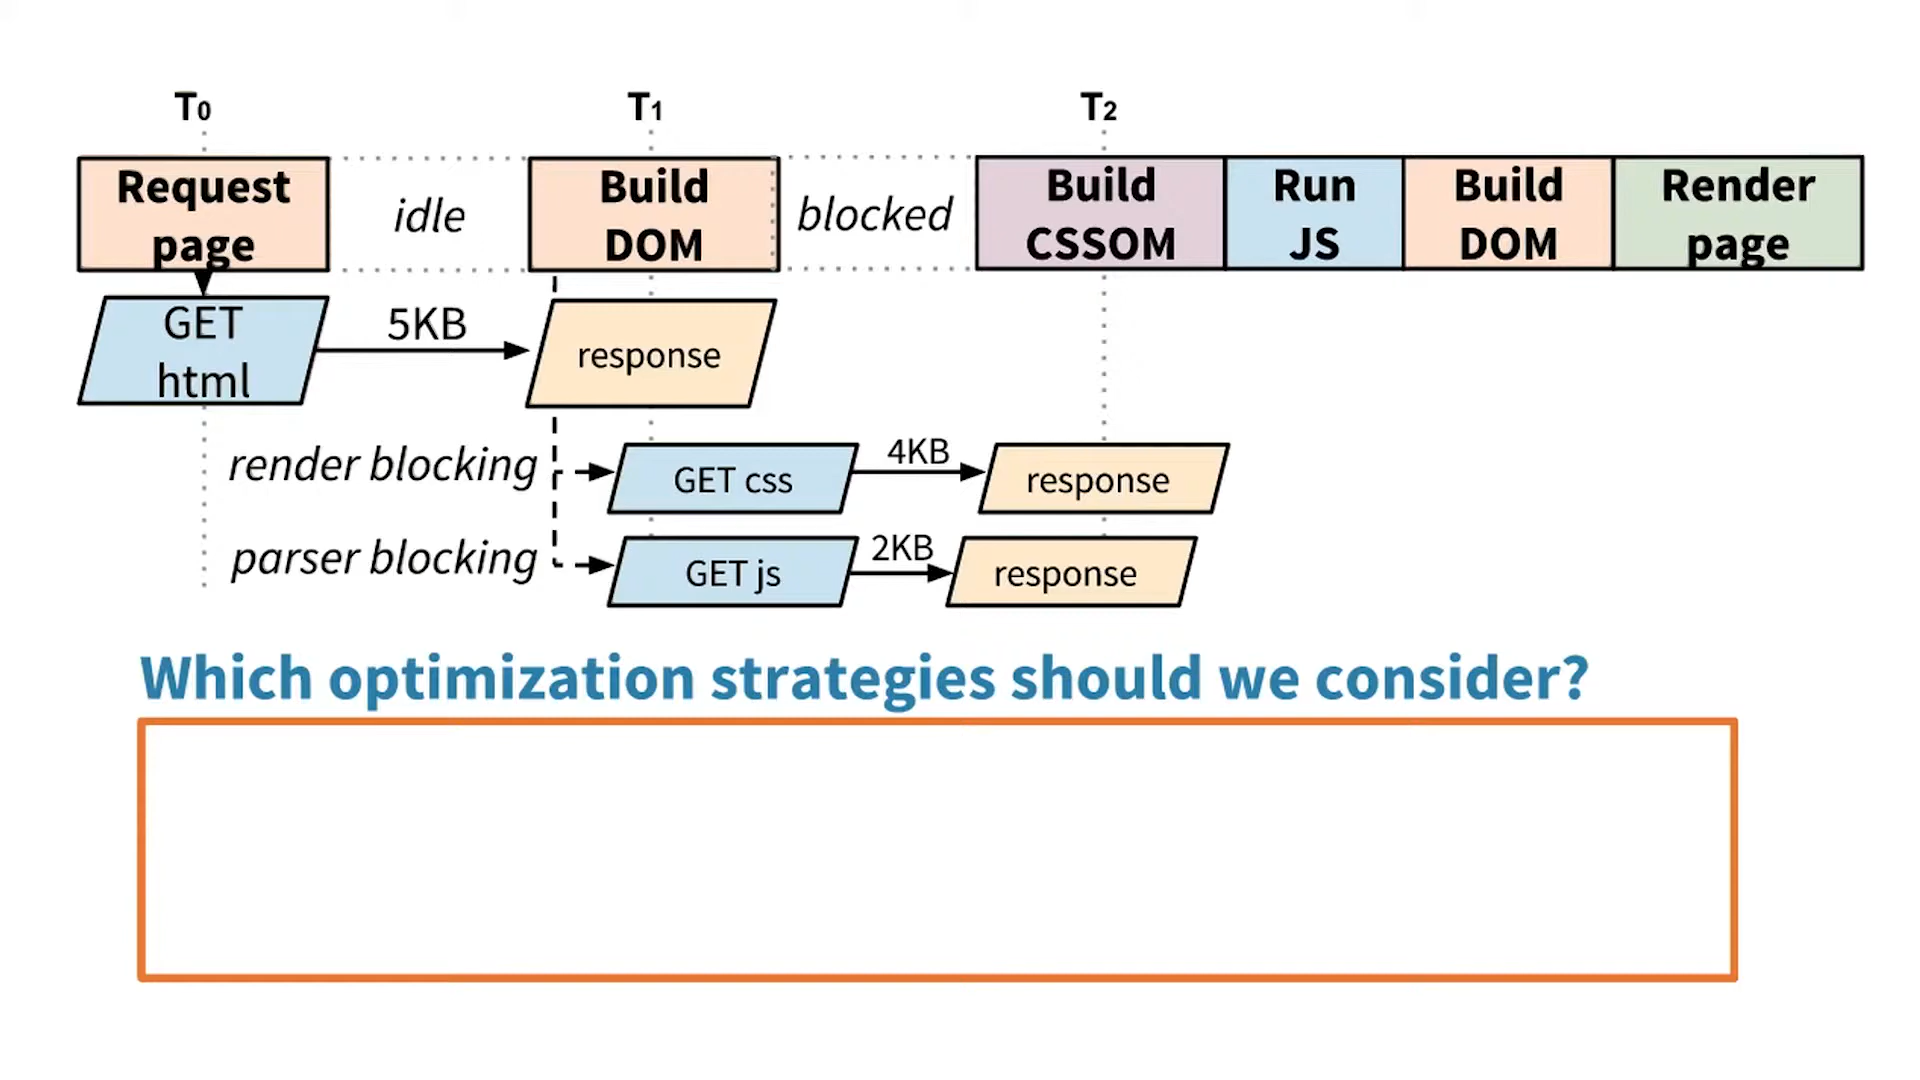 T0
T1
T2
Request
page
idle
Build
DOM
blocked
Build
CSSOM
Run
JS
Build
DOM
Render
page
GET
html
5KB
response
render blocking
GET css
4KB
response
parser blocking
GET js
2KB
response
Which optimization strategies should we consider?